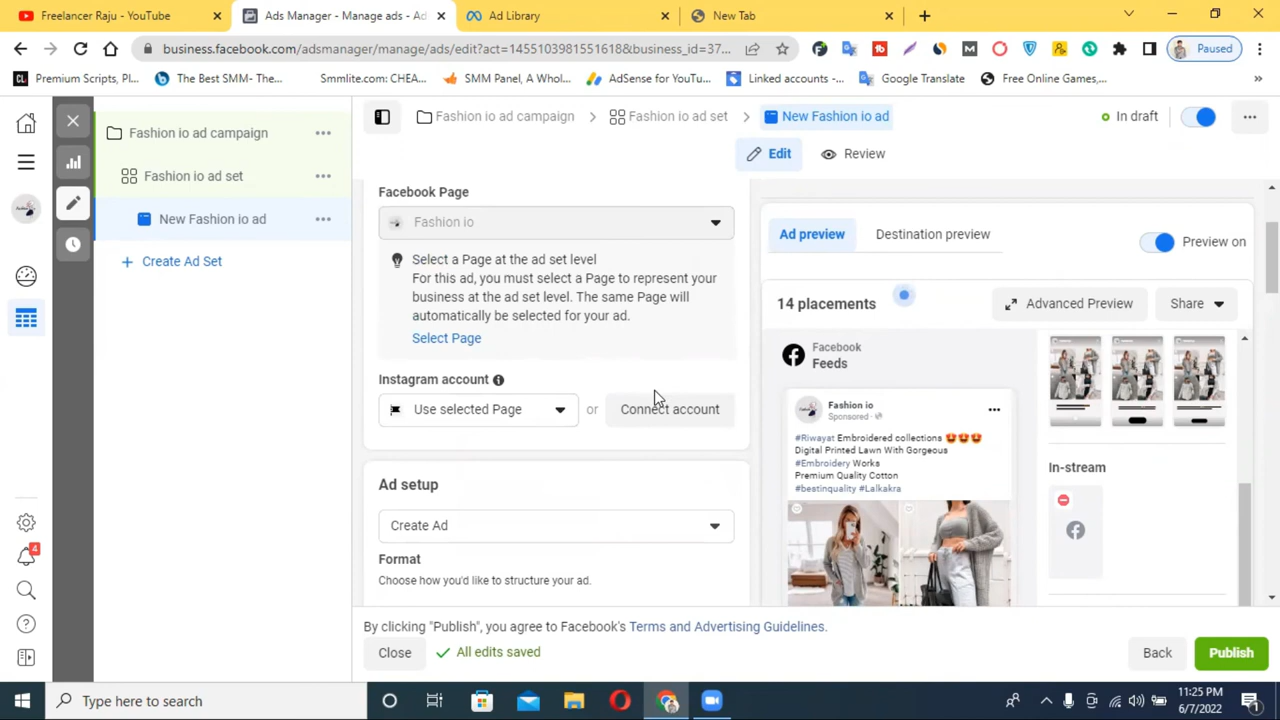 Freelancer Raju - YouTube
Ads Manager - Manage ads - Ad
Ad Library
New Tab
business.facebook.com/adsmanager/manage/ads/edit?act=1455103981551618&business_id=37...
Paused
Premium Scripts, Pl...
The Best SMM- The...
Smmlite.com: CHEA...
SMM Panel, A Whol...
AdSense for YouTu...
Linked accounts -...
Google Translate
Free Online Games,...
Fashion io ad campaign
Fashion io ad set
New Fashion io ad
Create Ad Set
Fashion io ad campaign
Fashion io ad set
New Fashion io ad
In draft
Edit
Review
Facebook Page
Fashion io
Select a Page at the ad set level
For this ad, you must select a Page to represent your
business at the ad set level. The same Page will
automatically be selected for your ad.
Select Page
Instagram account
Use selected Page
or
Connect account
Ad setup
Create Ad
Format
Choose how you'd like to structure your ad.
Ad preview
Destination preview
Preview on
14 placements
Advanced Preview
Share
Facebook
Feeds
Fashion io
Sponsored
#Riwayat Embroidered collections 😍😍😍
Digital Printed Lawn With Gorgeous
#Embroidery Works
Premium Quality Cotton
#bestinquality #Lalkakra
In-stream
By clicking "Publish", you agree to Facebook's Terms and Advertising Guidelines.
Close
All edits saved
Back
Publish
4
Type here to search
11:25 PM
6/7/2022
1